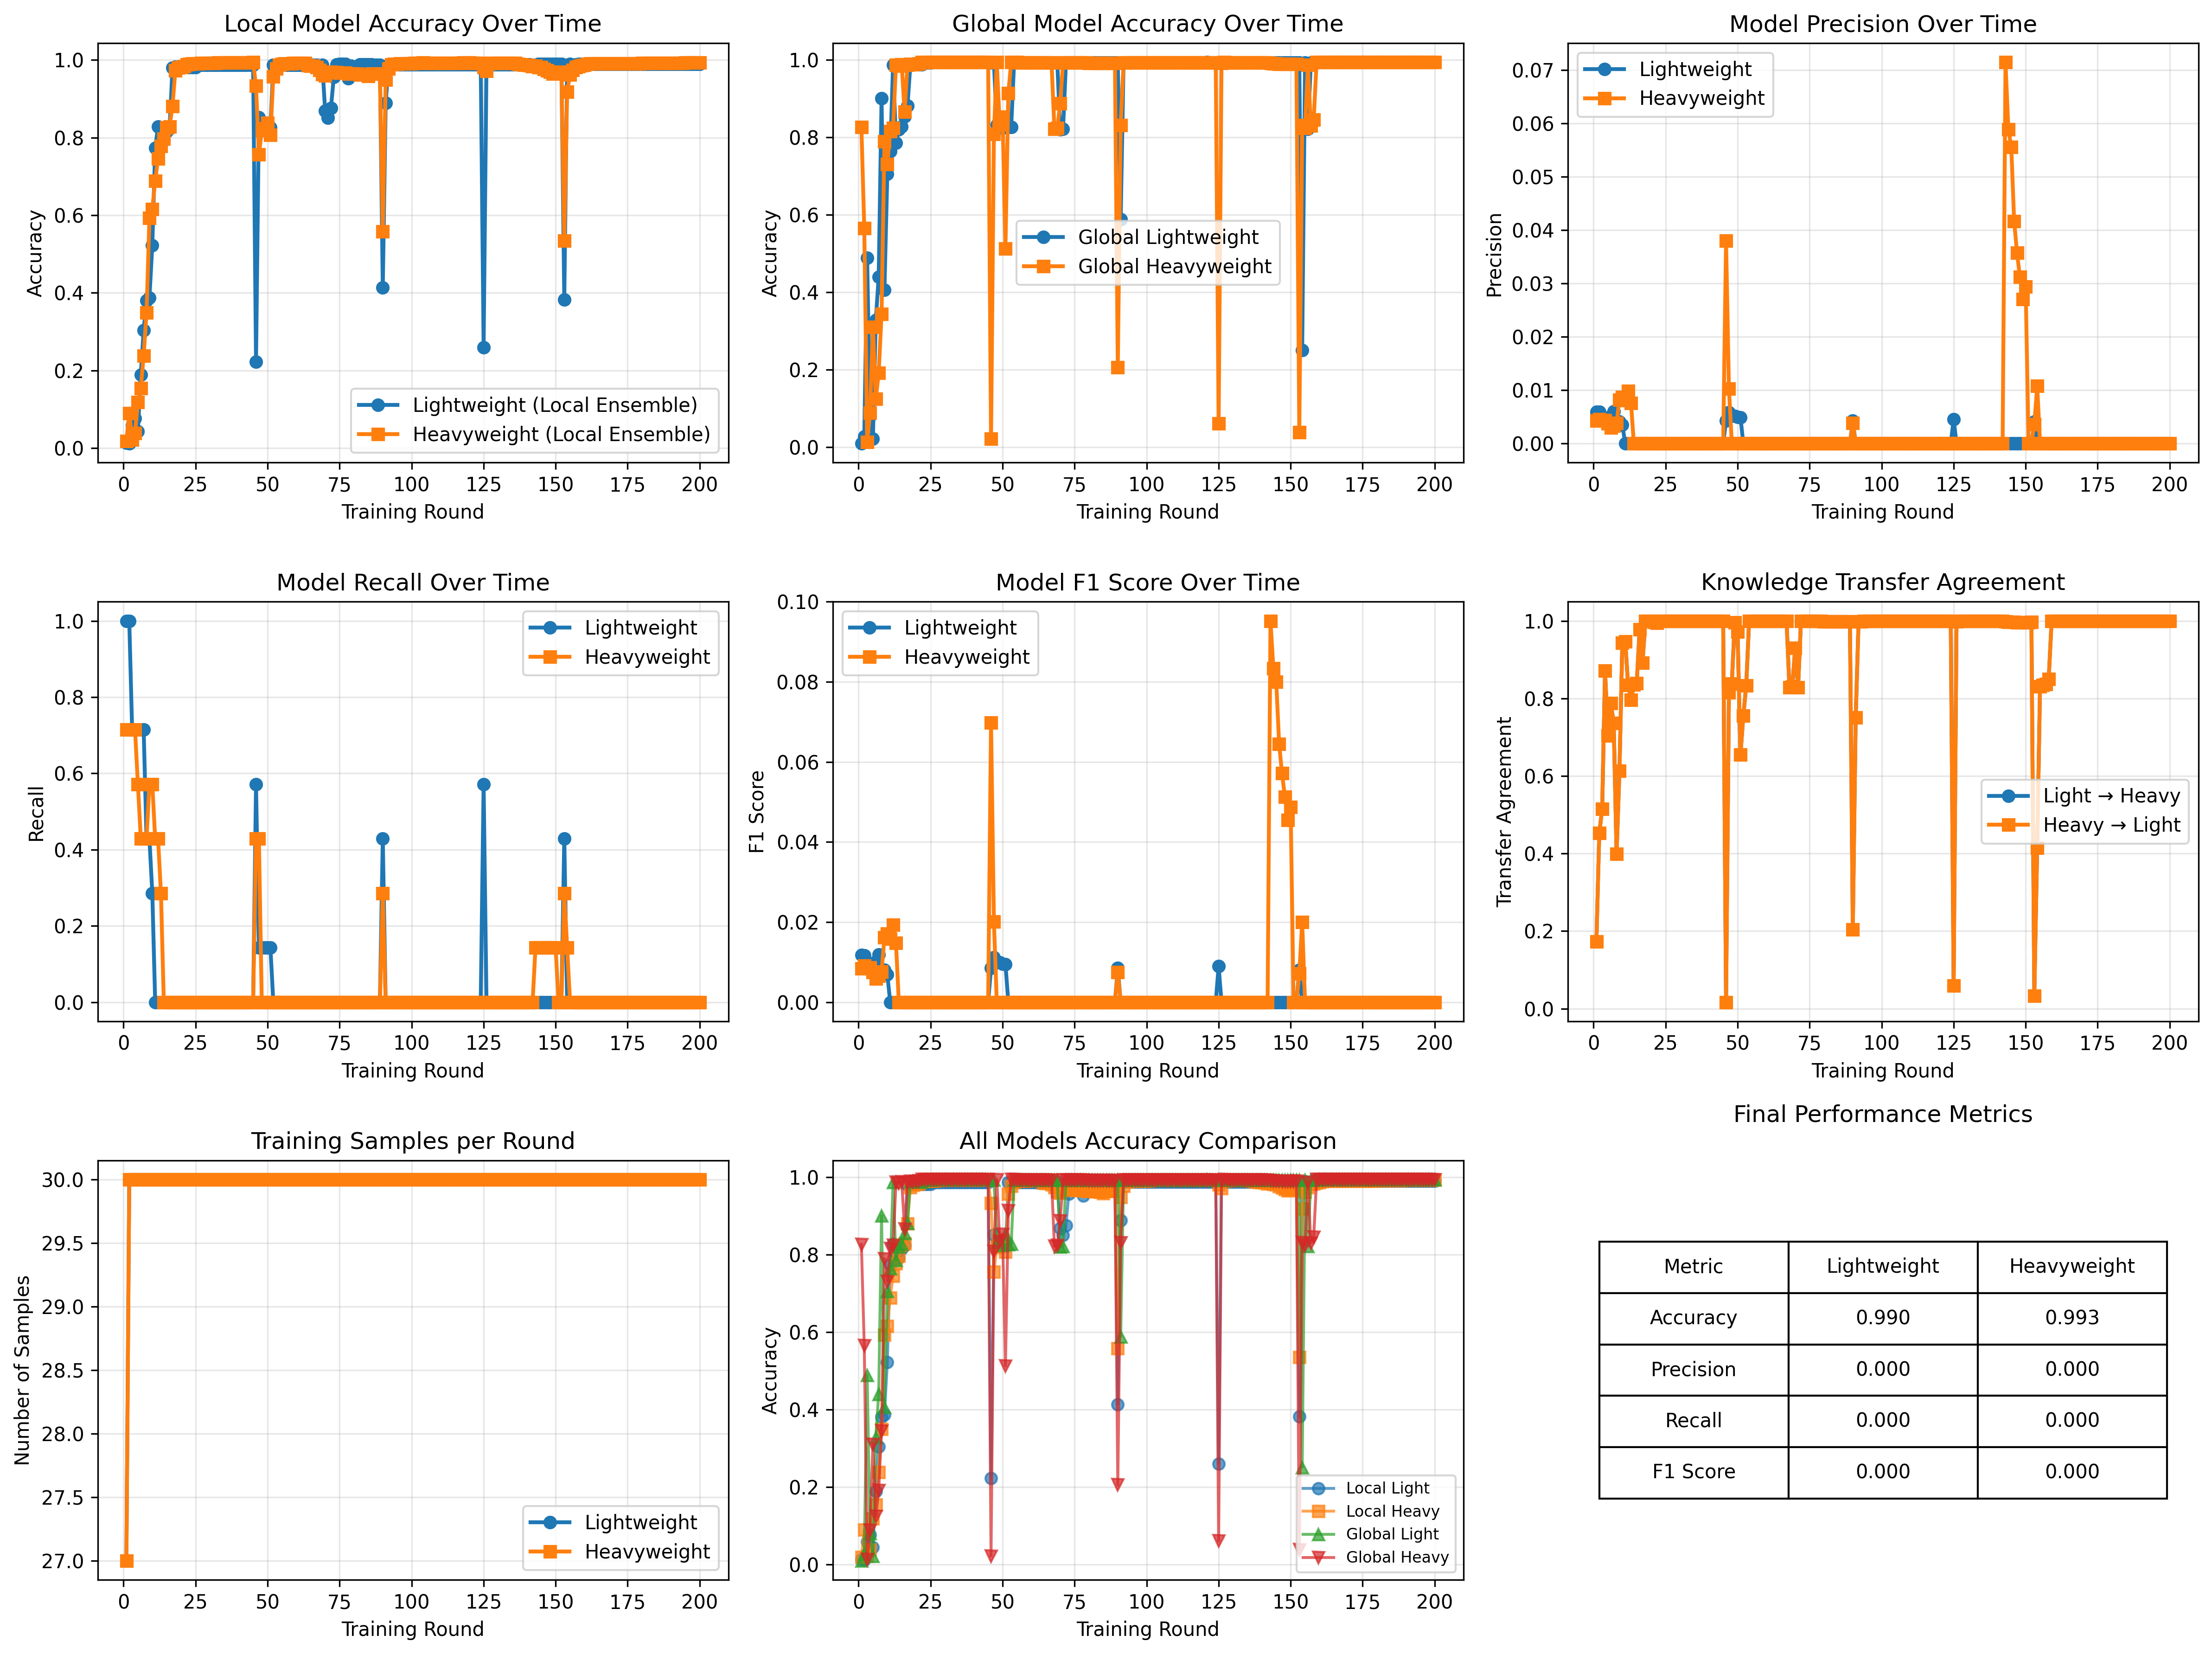 Local Model Accuracy Over Time
Accuracy
1.0
0.8
0.6
0.4
0.2
0.0
Lightweight (Local Ensemble)
Heavyweight (Local Ensemble)
0 25 50 75 100 125 150 175 200
Training Round
Global Model Accuracy Over Time
Accuracy
1.0
0.8
0.6
0.4
0.2
0.0
Global Lightweight
Global Heavyweight
0 25 50 75 100 125 150 175 200
Training Round
Model Precision Over Time
Precision
0.07
0.06
0.05
0.04
0.03
0.02
0.01
0.00
Lightweight
Heavyweight
0 25 50 75 100 125 150 175 200
Training Round
Model Recall Over Time
Recall
1.0
0.8
0.6
0.4
0.2
0.0
Lightweight
Heavyweight
0 25 50 75 100 125 150 175 200
Training Round
Model F1 Score Over Time
F1 Score
0.10
0.08
0.06
0.04
0.02
0.00
Lightweight
Heavyweight
0 25 50 75 100 125 150 175 200
Training Round
Knowledge Transfer Agreement
Transfer Agreement
1.0
0.8
0.6
0.4
0.2
0.0
Light → Heavy
Heavy → Light
0 25 50 75 100 125 150 175 200
Training Round
Training Samples per Round
Number of Samples
30.0
29.5
29.0
28.5
28.0
27.5
27.0
Lightweight
Heavyweight
0 25 50 75 100 125 150 175 200
Training Round
All Models Accuracy Comparison
Accuracy
1.0
0.8
0.6
0.4
0.2
0.0
Local Light
Local Heavy
Global Light
Global Heavy
0 25 50 75 100 125 150 175 200
Training Round
Final Performance Metrics
Metric Lightweight Heavyweight
Accuracy 0.990 0.993
Precision 0.000 0.000
Recall 0.000 0.000
F1 Score 0.000 0.000